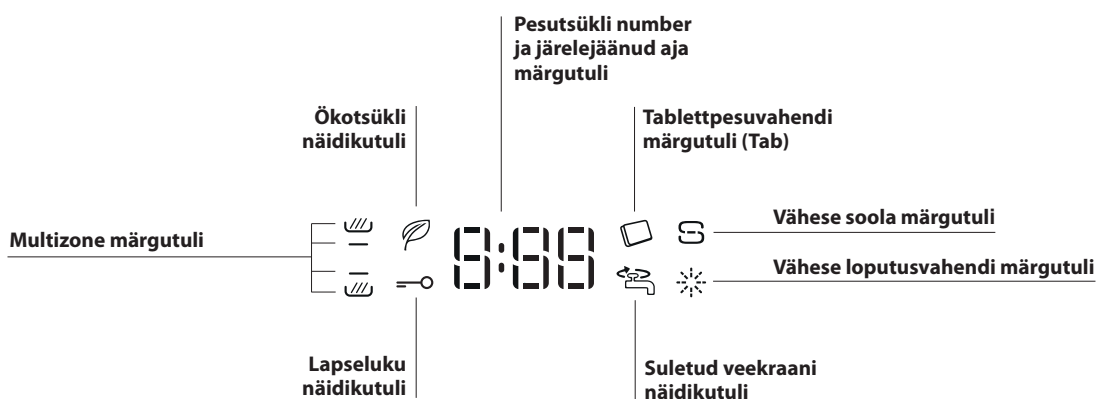 Pesutsükli number
ja järelejäänud aja
märgutuli
Ökotsükli
näidikutuli
Tablettpesuvahendi
märgutuli (Tab)
Multizone märgutuli
8:88
Vähese soola märgutuli
Vähese loputusvahendi märgutuli
Lapseluku
näidikutuli
Suletud veekraani
näidikutuli